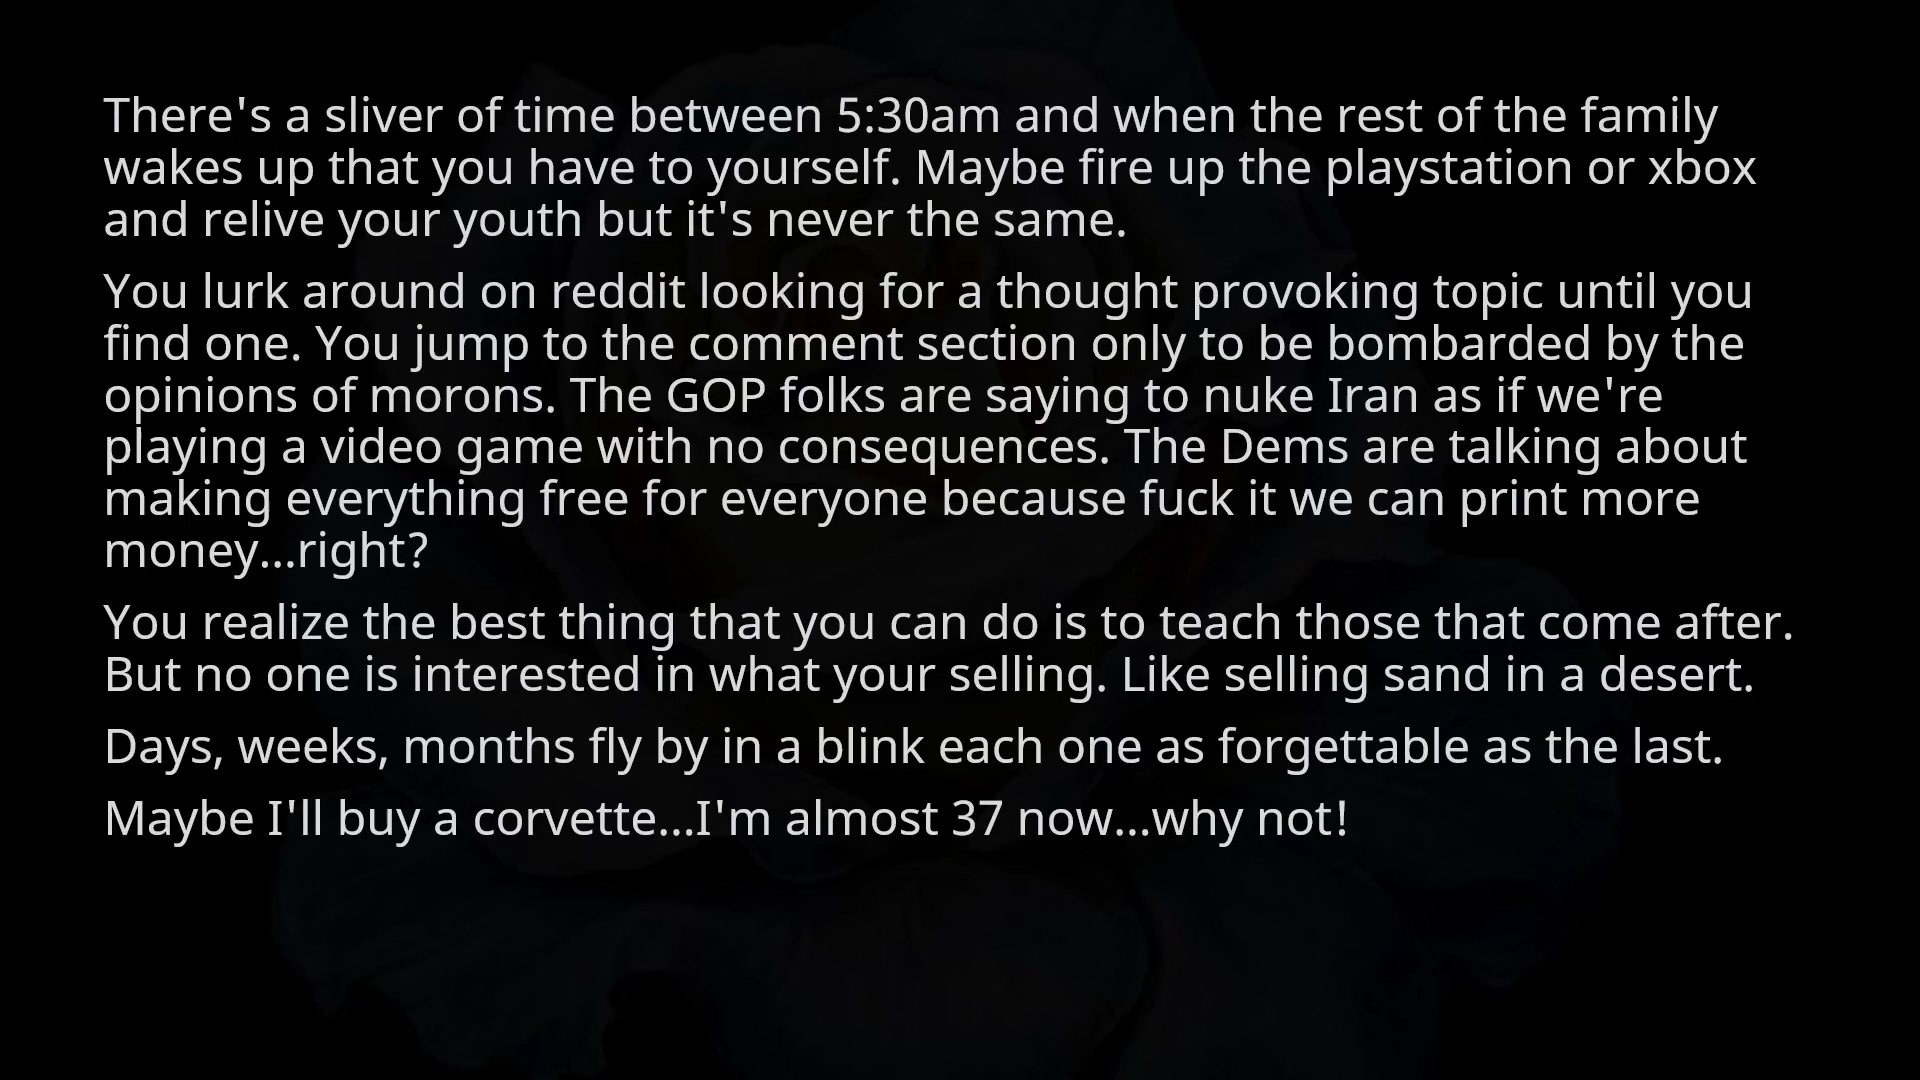 There's a sliver of time between 5:30am and when the rest of the family
wakes up that you have to yourself. Maybe fire up the playstation or xbox
and relive your youth but it's never the same.
You lurk around on reddit looking for a thought provoking topic until you
find one. You jump to the comment section only to be bombarded by the
opinions of morons. The GOP folks are saying to nuke Iran as if we're
playing a video game with no consequences. The Dems are talking about
making everything free for everyone because fuck it we can print more
money...right?
You realize the best thing that you can do is to teach those that come after.
But no one is interested in what your selling. Like selling sand in a desert.
Days, weeks, months fly by in a blink each one as forgettable as the last.
Maybe I'll buy a corvette...I'm almost 37 now...why not!